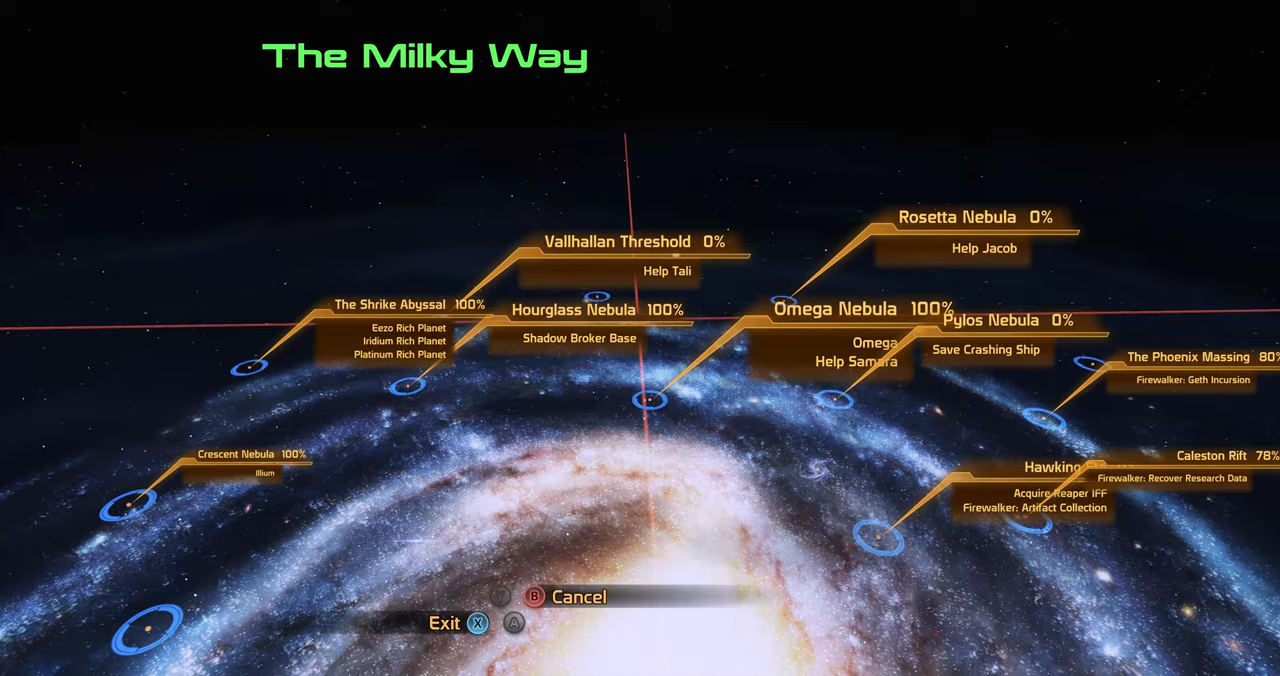 The Milky Way
Rosetta Nebula 0%
Help Jacob
Vallhallan Threshold 0%
Help Tali
The Shrike Abyssal 100%
Eezo Rich Planet
Iridium Rich Planet
Platinum Rich Planet
Hourglass Nebula 100%
Shadow Broker Base
Omega Nebula 100%
Omega
Help Samara
Pylos Nebula 0%
Save Crashing Ship
The Phoenix Massing 80%
Firewalker: Geth Incursion
Crescent Nebula 100%
Illium
Hawking
Acquire Reaper IFF
Firewalker: Artifact Collection
Caleston Rift 78%
Firewalker: Recover Research Data
Y B Cancel
Exit X A